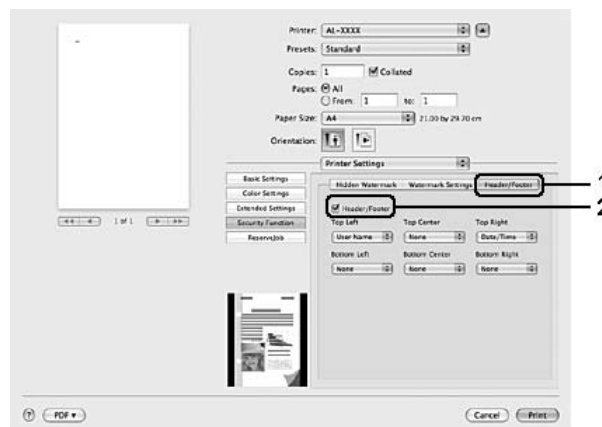 Printer: AL-XXXX
Presets: Standard
Copies: 1 Collated
Pages: All
From: 1 to: 1
Paper Size: A4 21.00 by 29.70 cm
Orientation:
Printer Settings
Basic Settings
Color Settings
Extended Settings
Security Function
ReserveJob
Hidden Watermark Watermark Settings Header/Footer 1
Header/Footer 2
Top Left Top Center Top Right
User Name None Date/Time
Bottom Left Bottom Center Bottom Right
None None None
1 of 1
? PDF Cancel Print